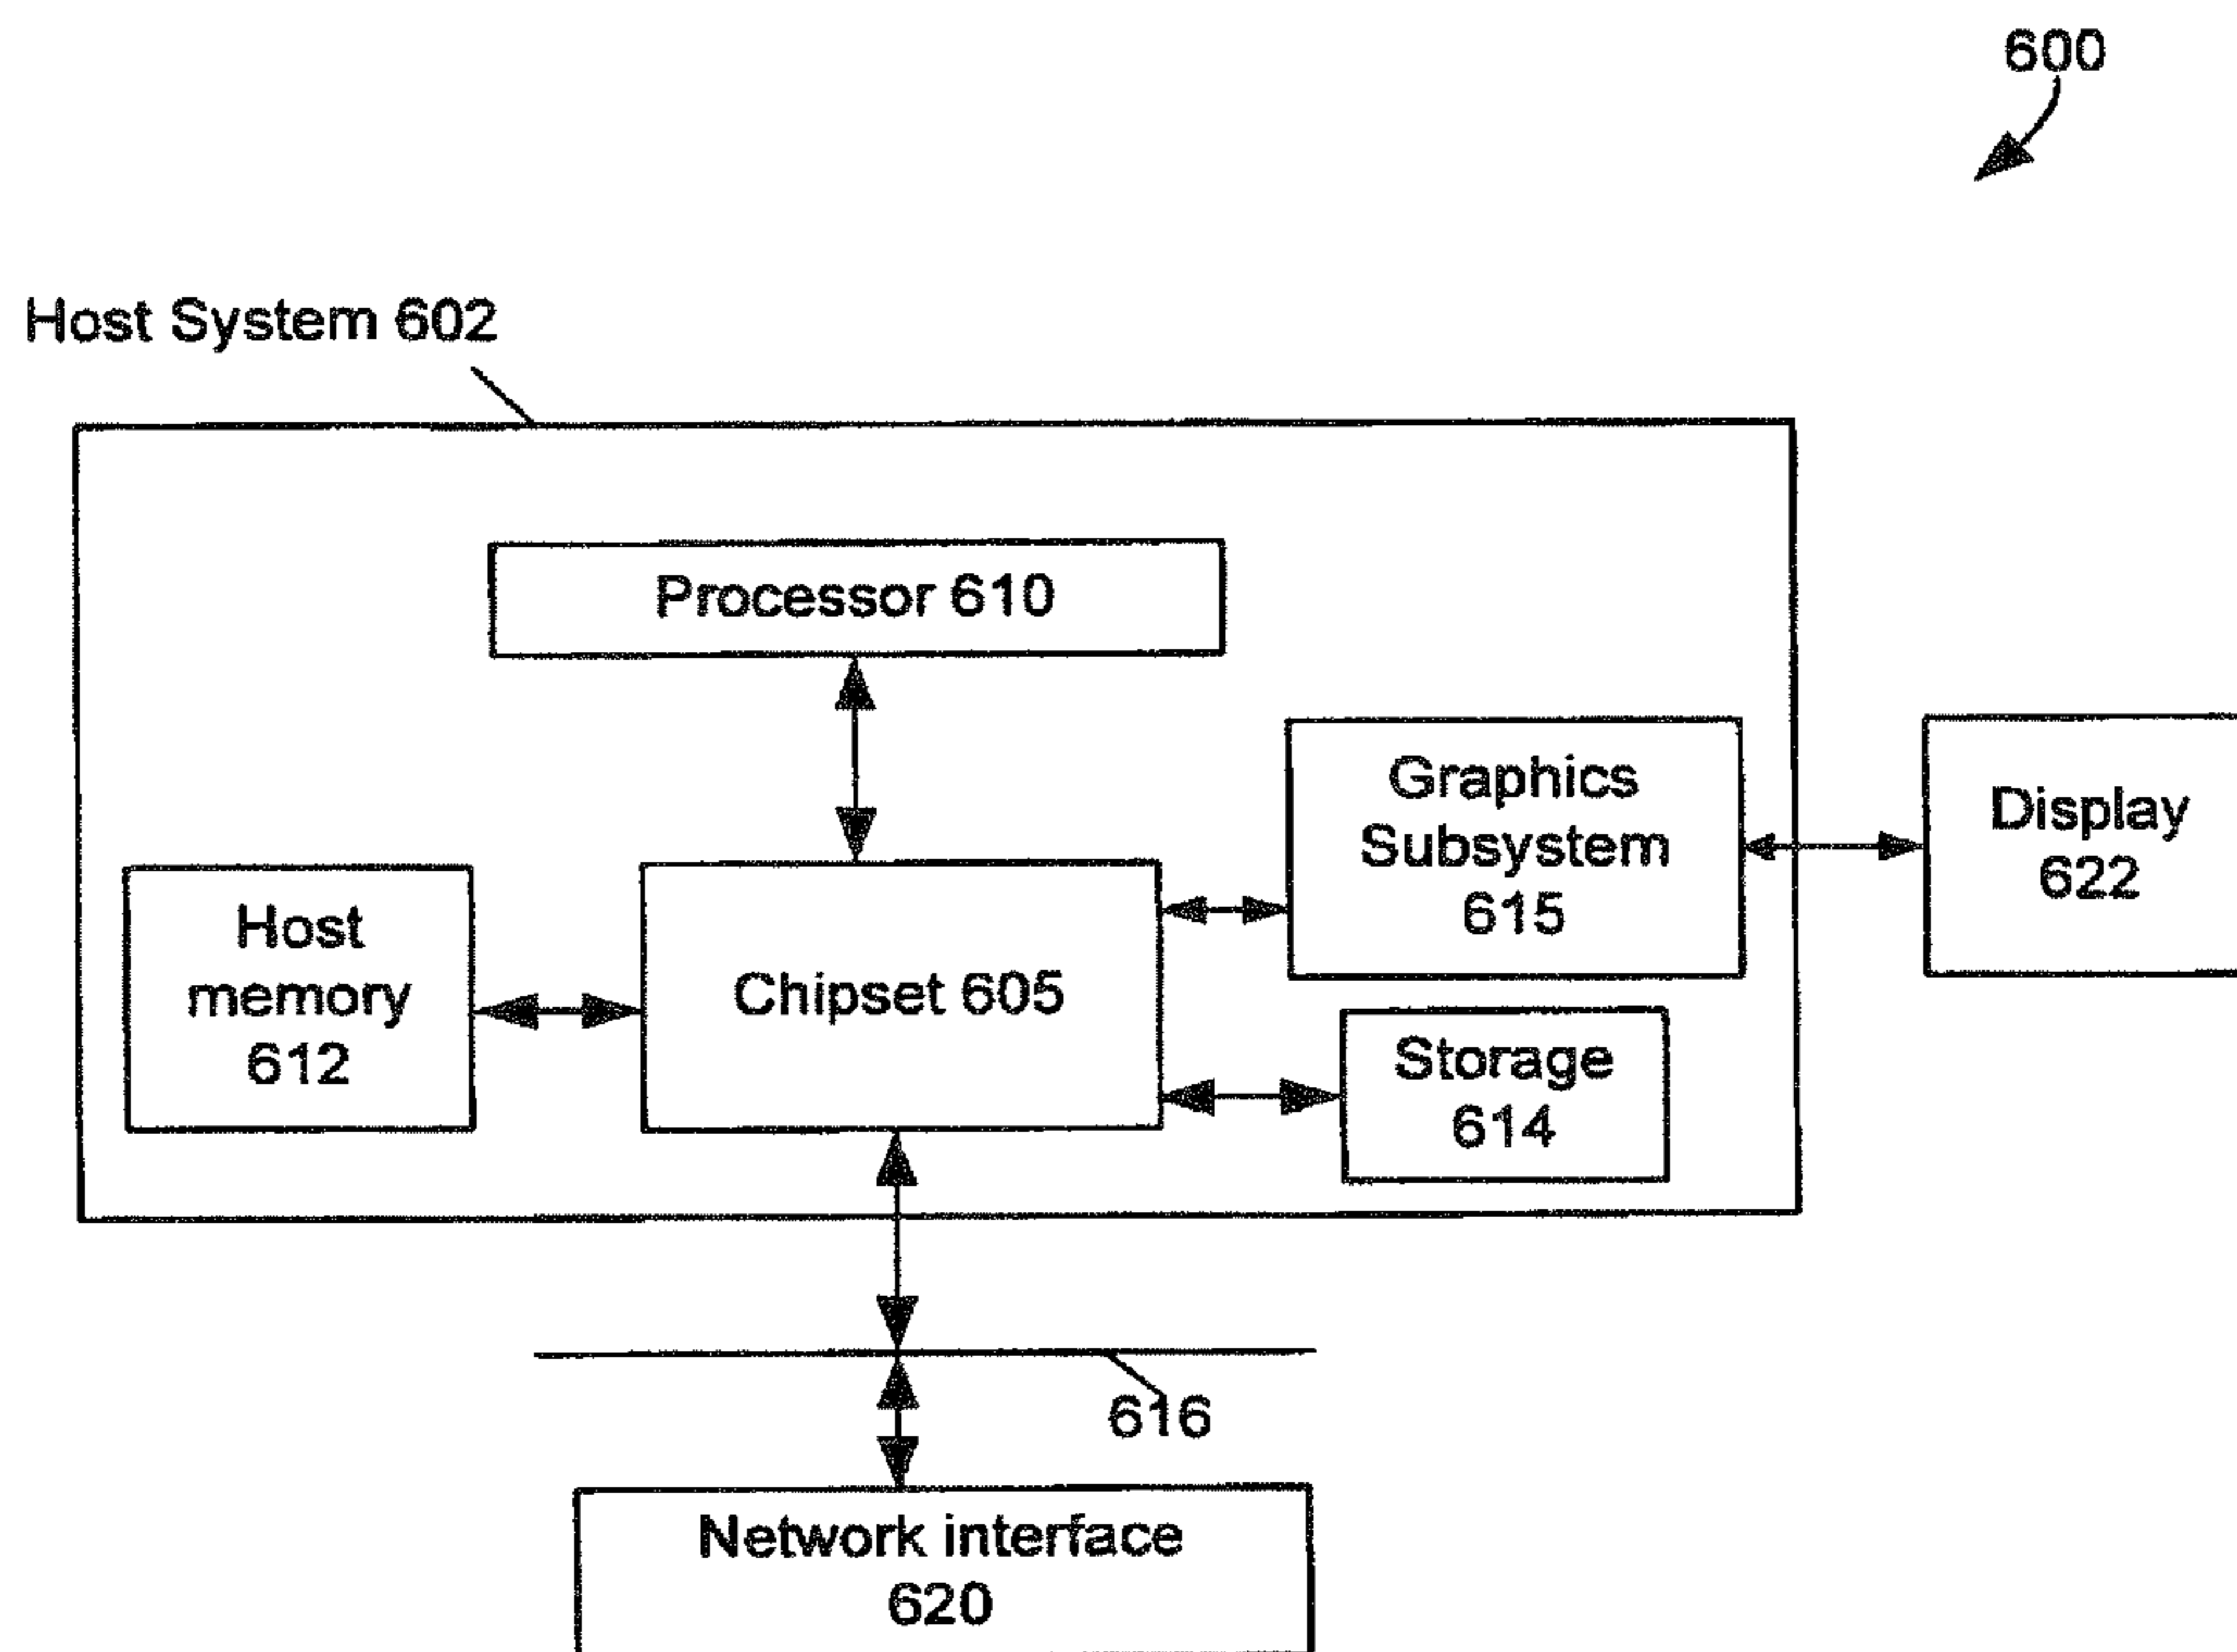 600
Host System 602
Processor 610
Graphics
Subsystem
615
Display
622
Host
memory
612
Chipset 605
Storage
614
616
Network interface
620